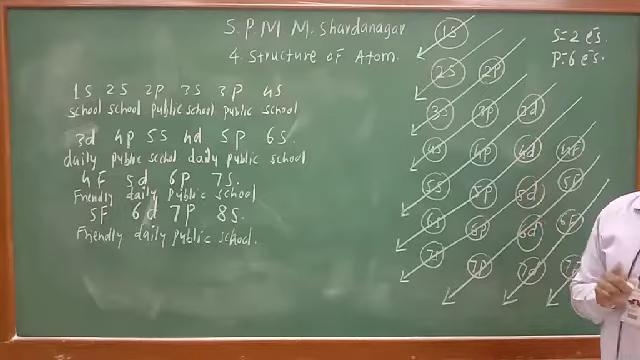 S. P. M M. Shardanagar
4. Structure of Atom.
S=2 es.
P=6 es.
1S 2S 2P 3S 3P 4S
School School Public School Public School
3d 4P 5S 4d 5P 6S.
daily Public School daily Public School
4F 5d 6P 7S.
Friendly daily Public School
5F 6d 7P 8S.
Friendly daily Public School.
1S
2S 2P
3S 3P 3d
4S 4P 4d 4F
5S 5P 5d 5F
6S 6P 6d 6F
7S 7P 7d